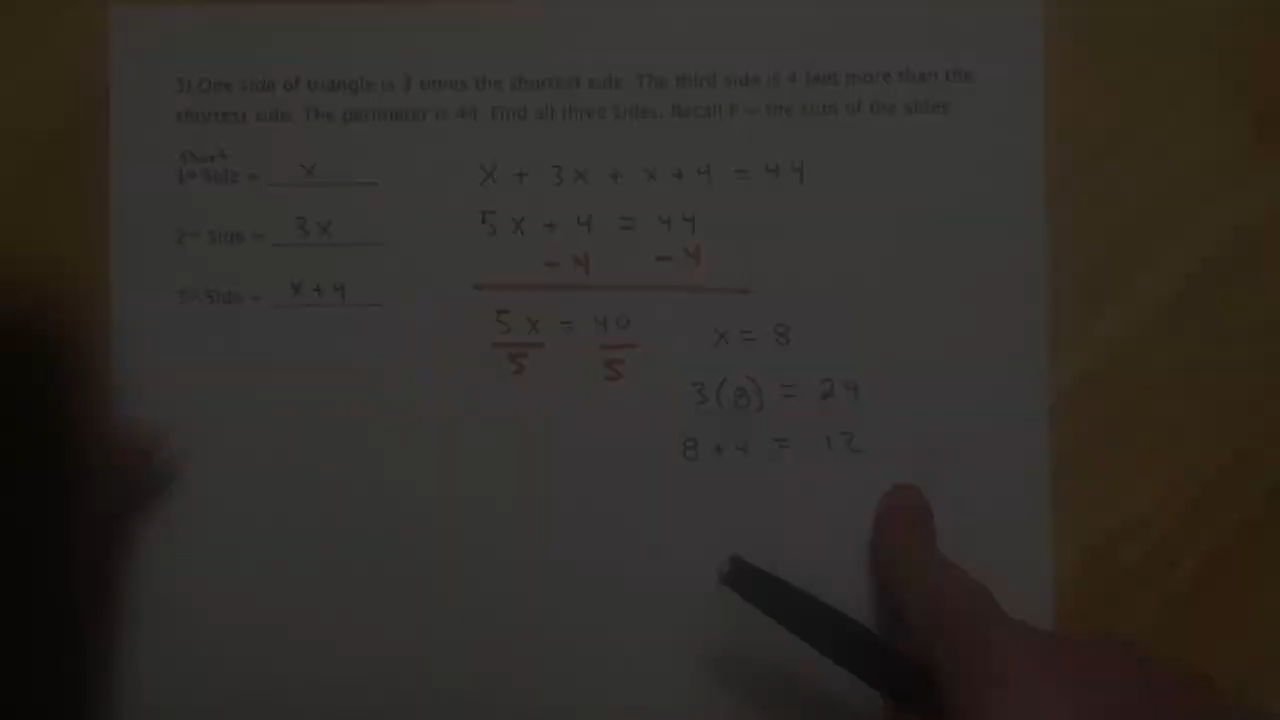 3) One side of triangle is 3 times the shortest side. The third side is 4 feet more than the
shortest side. The perimeter is 44. Find all three sides. Recall P = the sum of the sides
Short
1st Side = x
2nd Side = 3x
3rd Side = x+4
x + 3x + x+4 = 44
5x + 4 = 44
-4 -4
5x = 40
5 5
x = 8
3(8) = 24
8+4 = 12